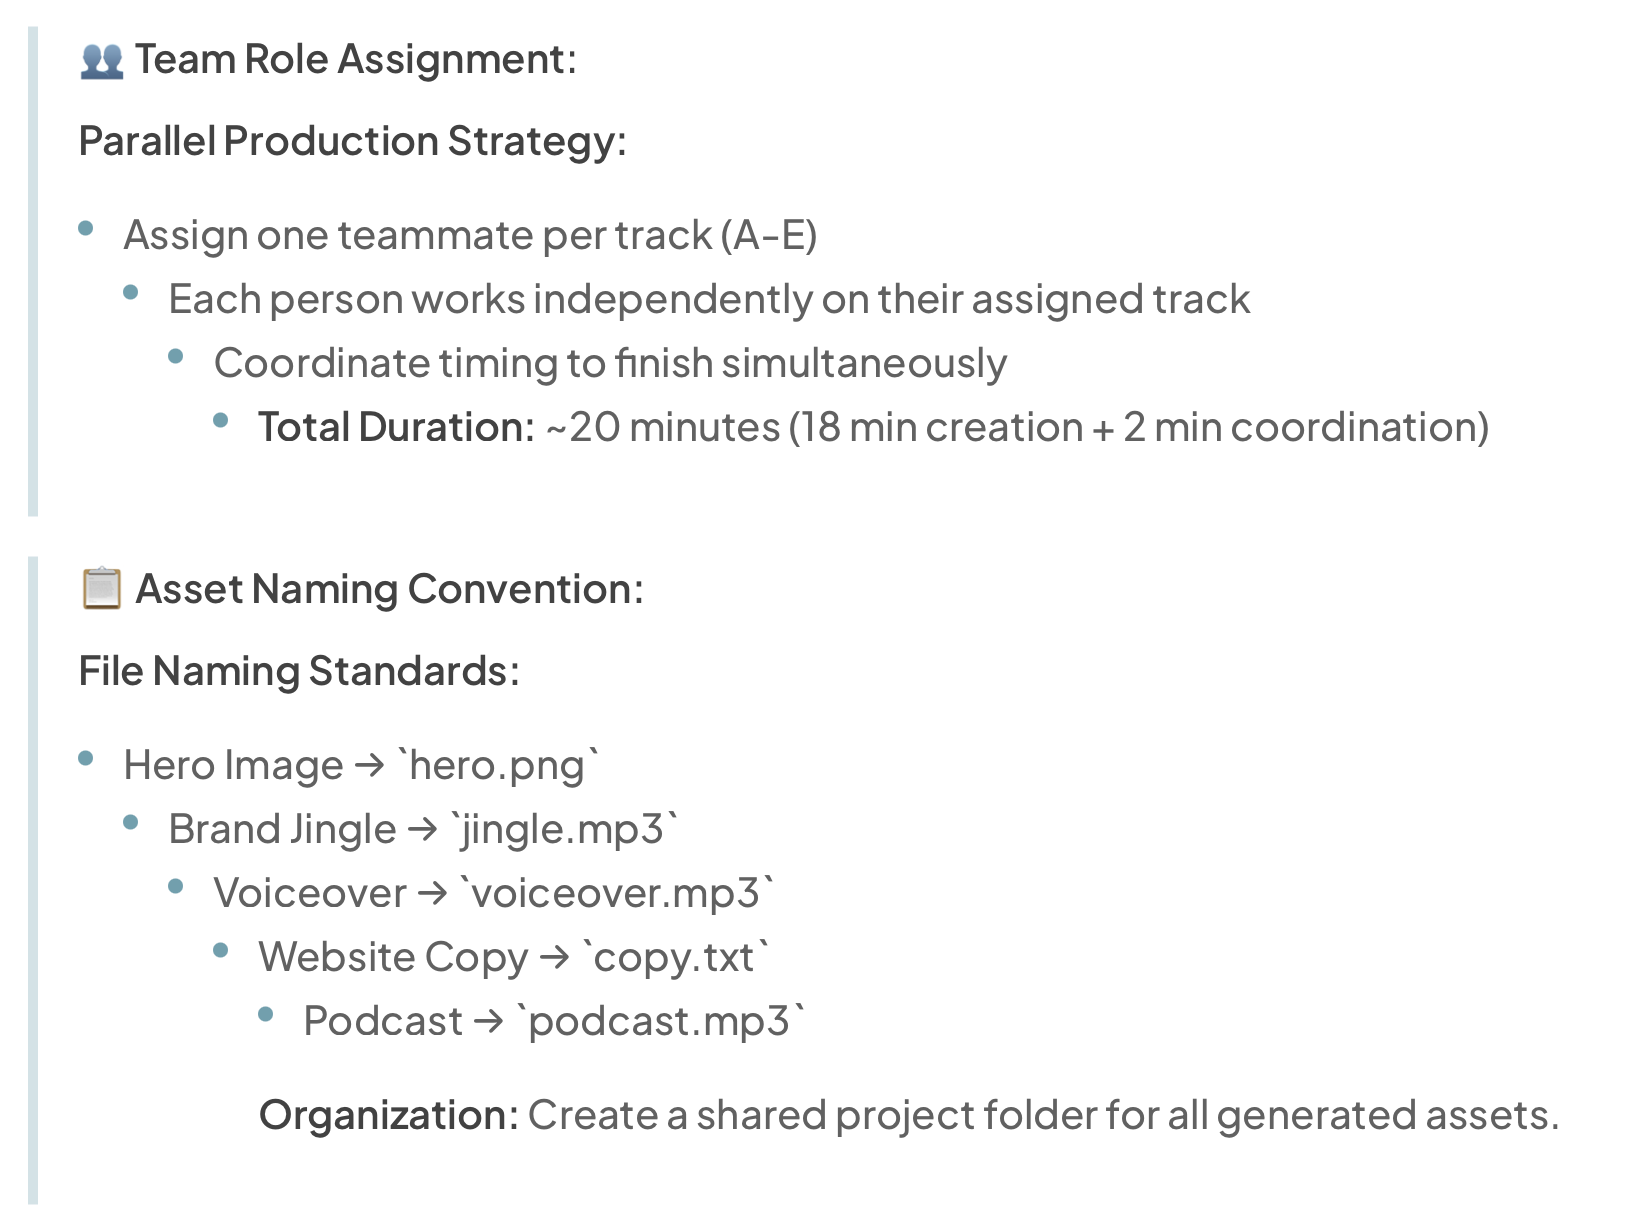 👥 Team Role Assignment:
Parallel Production Strategy:
• Assign one teammate per track (A-E)
• Each person works independently on their assigned track
• Coordinate timing to finish simultaneously
• Total Duration: ~20 minutes (18 min creation + 2 min coordination)
📋 Asset Naming Convention:
File Naming Standards:
• Hero Image → `hero.png`
• Brand Jingle → `jingle.mp3`
• Voiceover → `voiceover.mp3`
• Website Copy → `copy.txt`
• Podcast → `podcast.mp3`
Organization: Create a shared project folder for all generated assets.